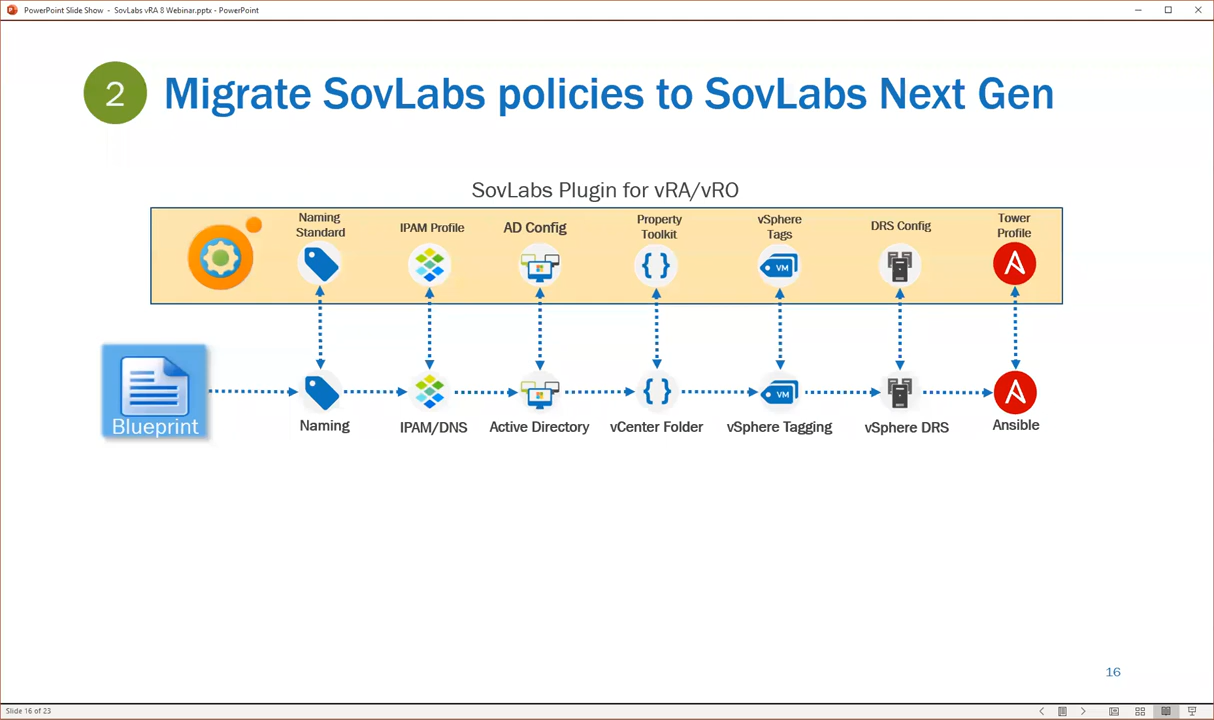 PowerPoint Slide Show - SovLabs vRA 8 Webinar.pptx - PowerPoint
2
Migrate SovLabs policies to SovLabs Next Gen
SovLabs Plugin for vRA/vRO
Naming
Standard
IPAM Profile
AD Config
Property
Toolkit
vSphere
Tags
DRS Config
Tower
Profile
VM
Blueprint
VM
Naming
IPAM/DNS
Active Directory
vCenter Folder
vSphere Tagging
vSphere DRS
Ansible
16
Slide 16 of 23